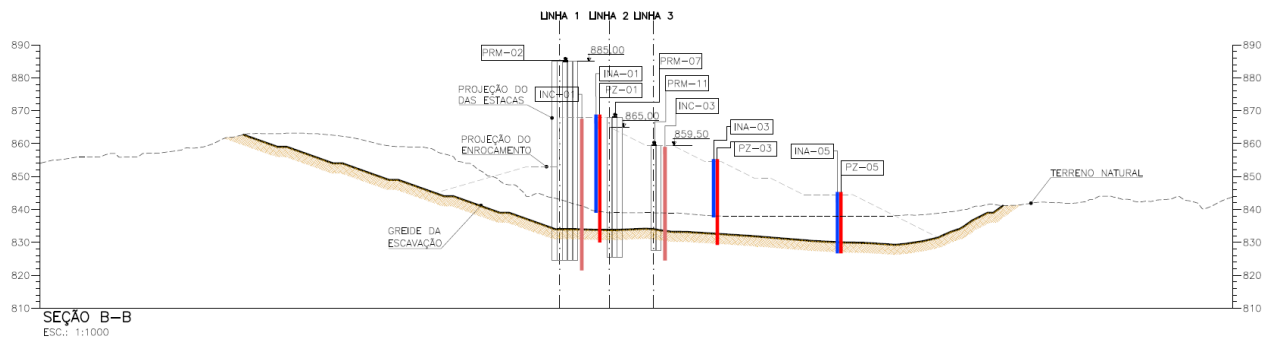 LINHA 1 LINHA 2 LINHA 3
890
880
870
860
850
840
830
820
810
PRM-02
885.00
INC-01
INA-01
PZ-01
865.00
PRM-07
PRM-11
INC-03
859.50
INA-03
PZ-03
INA-05
PZ-05
PROJEÇÃO DO
DAS ESTACAS
PROJEÇÃO DO
ENROCAMENTO
GREIDE DA
ESCAVAÇÃO
TERRENO NATURAL
890
880
870
860
850
840
830
820
810
SEÇÃO B-B
ESC.: 1:1000